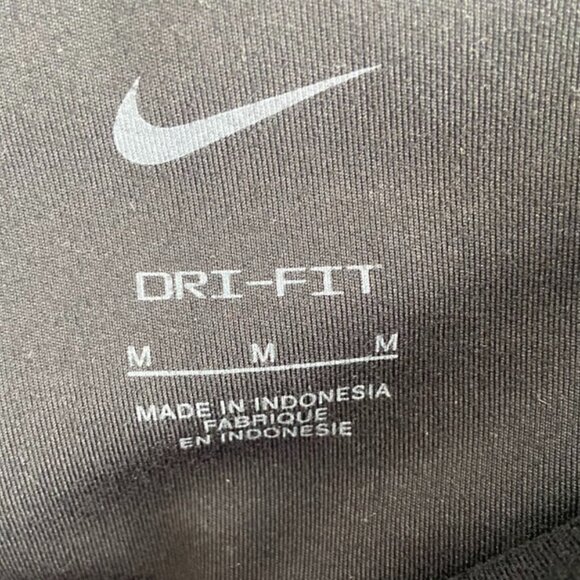 DRI-FIT
M M M
MADE IN INDONESIA
FABRIQUE
EN INDONESIE